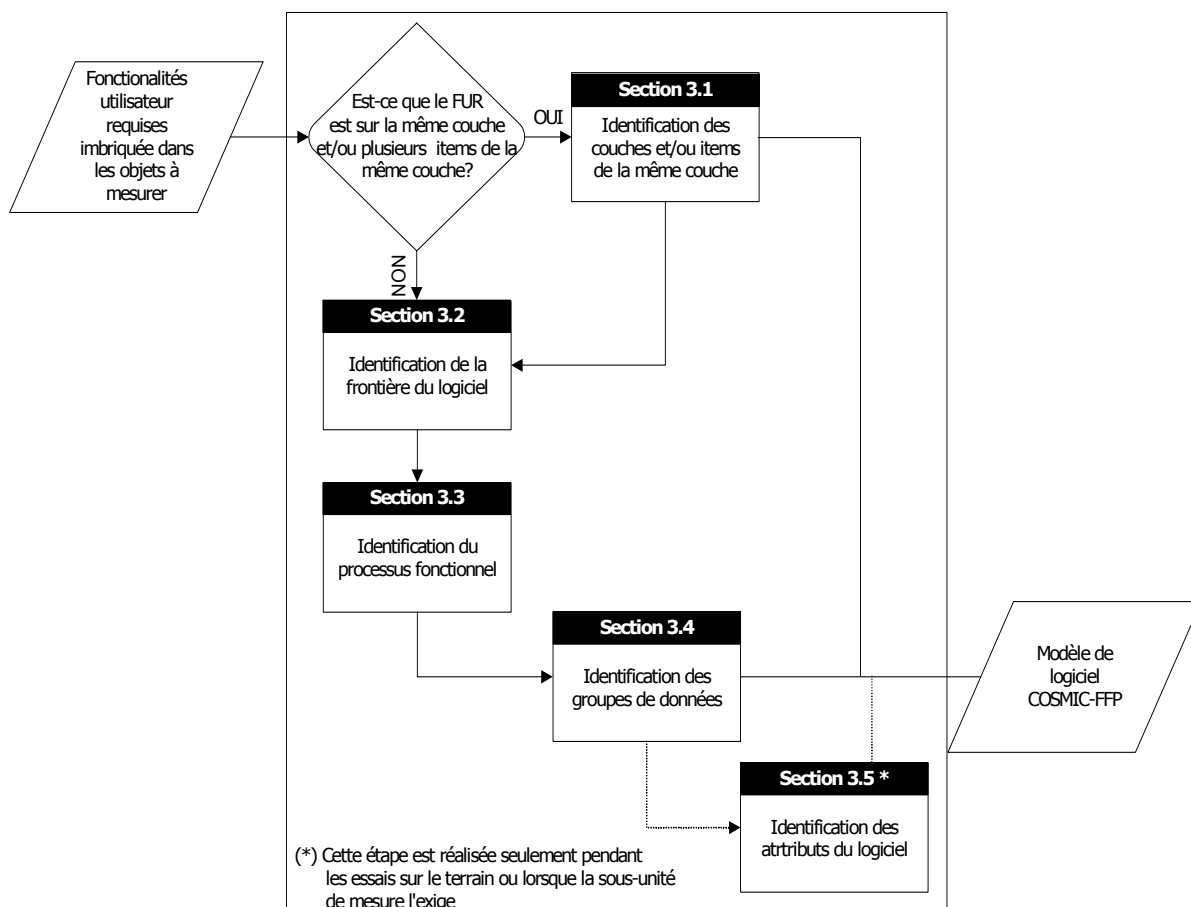 Fonctionalités
utilisateur
requises
imbriquée dans
les objets à
mesurer
Est-ce que le FUR
est sur la même couche
et/ou plusieurs items de la
même couche?
OUI
Section 3.1
Identification des
couches et/ou items
de la même couche
NON
Section 3.2
Identification de la
frontière du logiciel
Section 3.3
Identification du
processus fonctionnel
Section 3.4
Identification des
groupes de données
Modèle de
logiciel
COSMIC-FFP
Section 3.5 *
Identification des
atrtributs du logiciel
(*) Cette étape est réalisée seulement pendant
les essais sur le terrain ou lorsque la sous-unité
de mesure l'exige